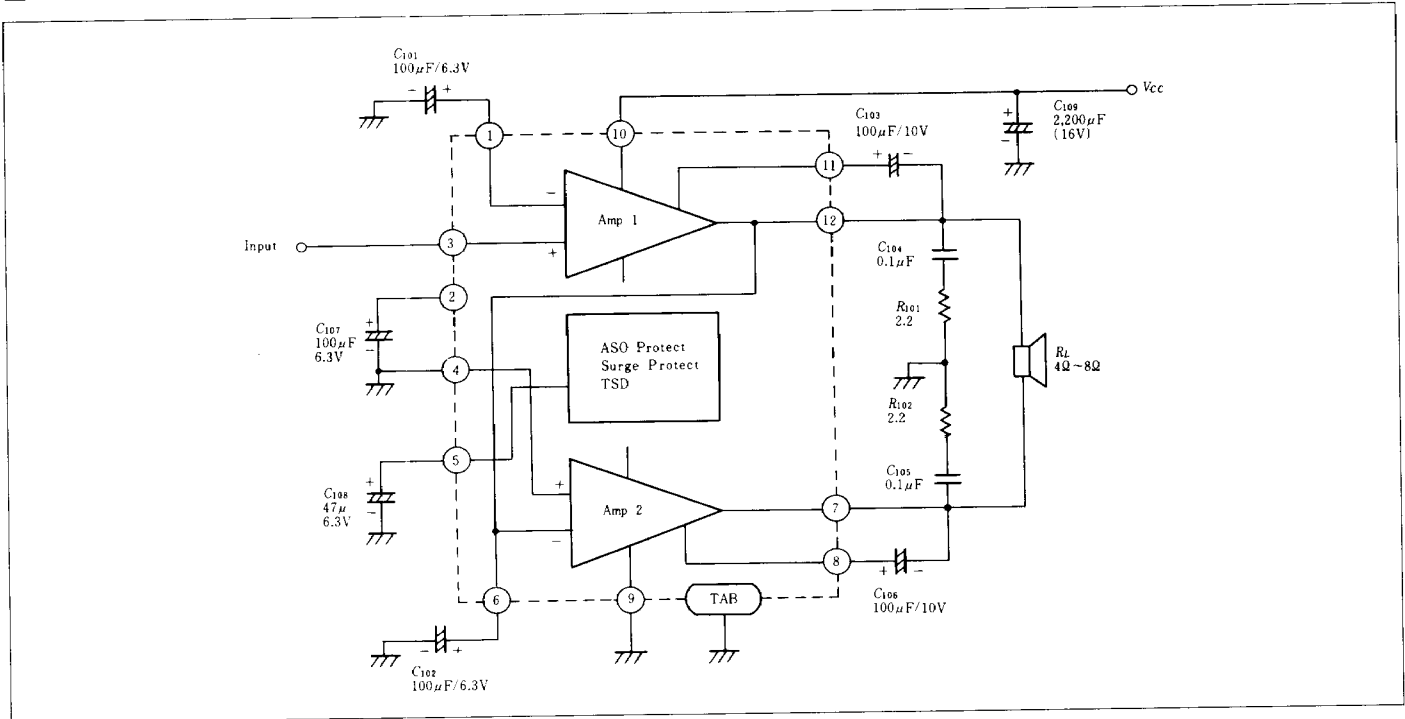 C101
100μF/6.3V
- +
Vcc
+
C109
2,200μF
(16V)
-
C103
100μF/10V
+ -
1
10
11
-
Amp 1
+
12
Input
3
C104
0.1μF
2
R101
2.2
+
C107
100μF
6.3V
-
ASO Protect
Surge Protect
TSD
RL
4Ω~8Ω
4
R102
2.2
5
C105
0.1μF
+
C108
47μ
6.3V
-
+
Amp 2
-
7
8
+ -
C106
100μF/10V
6
9
TAB
- +
C102
100μF/6.3V